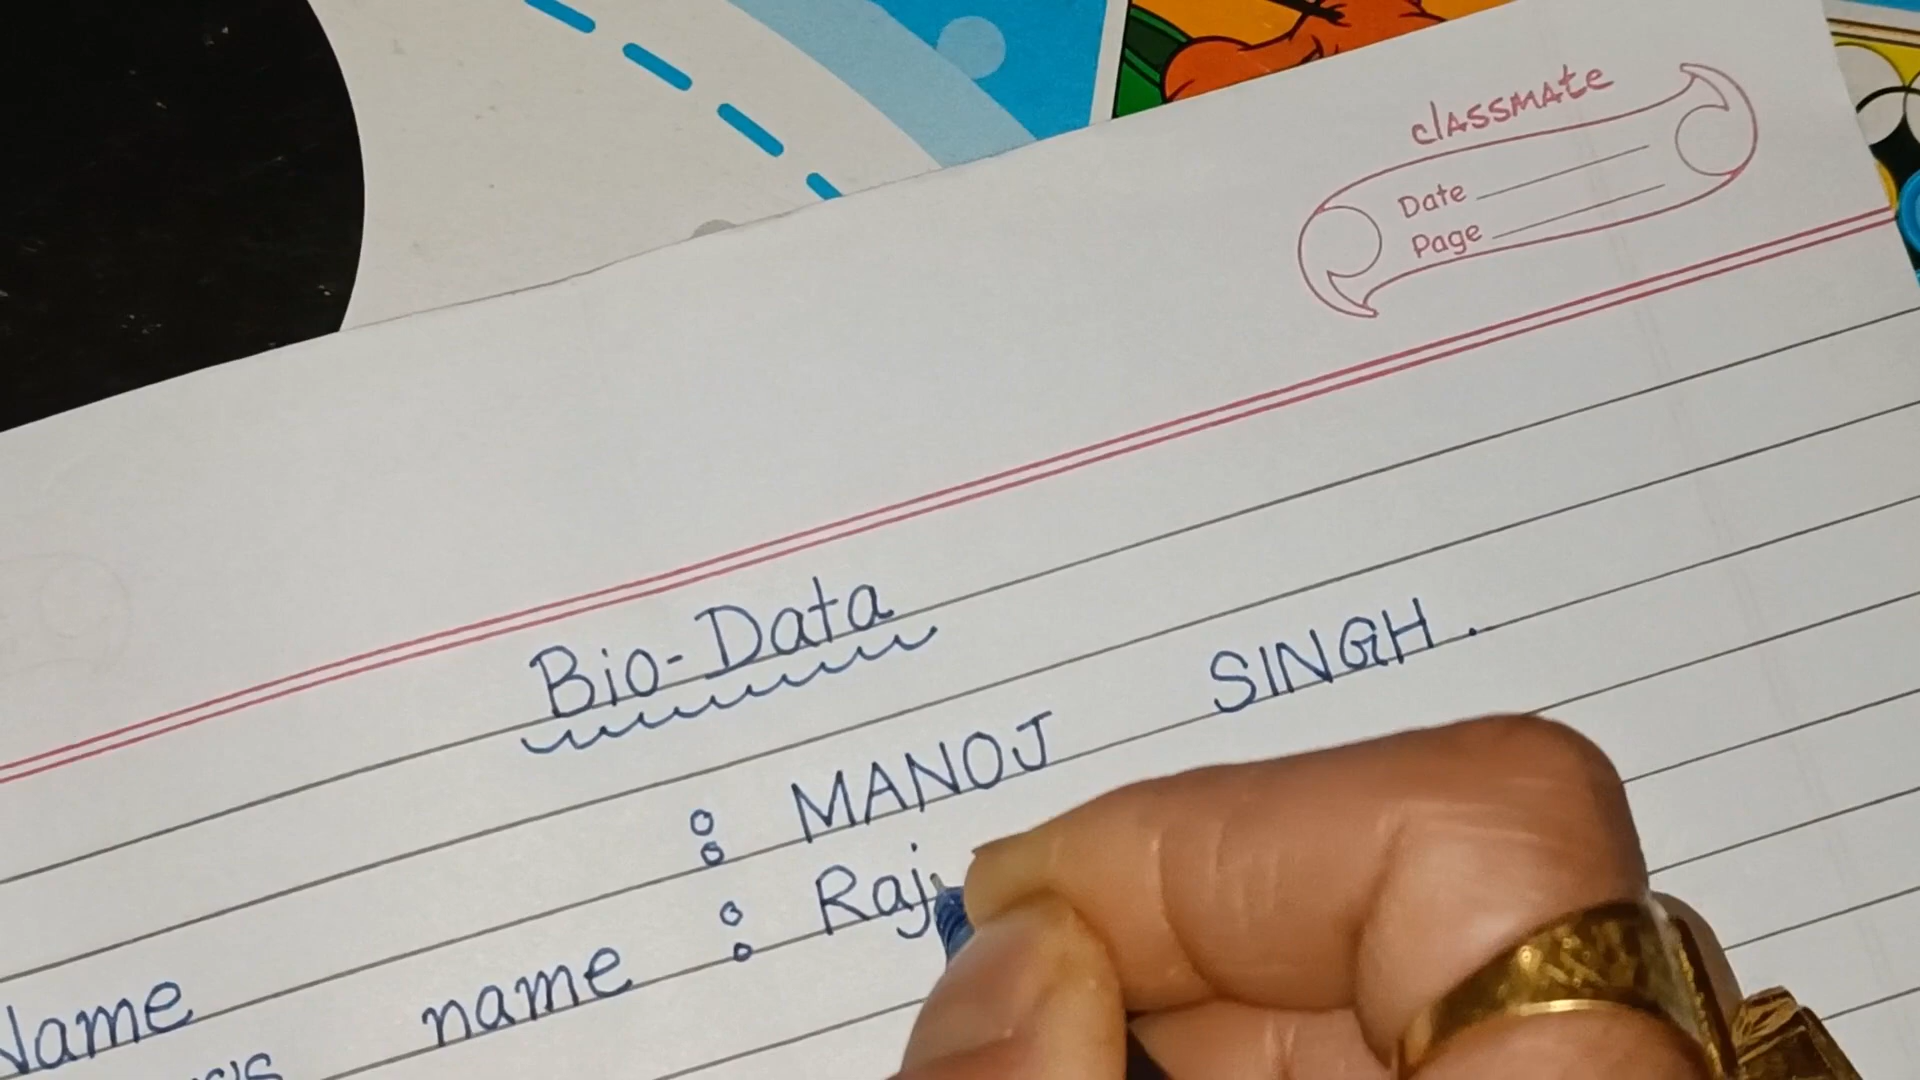 classmate
Date
Page
Bio-Data
Name : MANOJ SINGH.
name : Raj